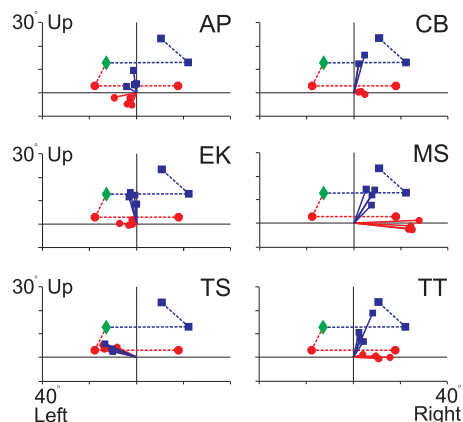 30° Up AP CB
30° Up EK MS
30° Up TS TT
40° 40°
Left Right